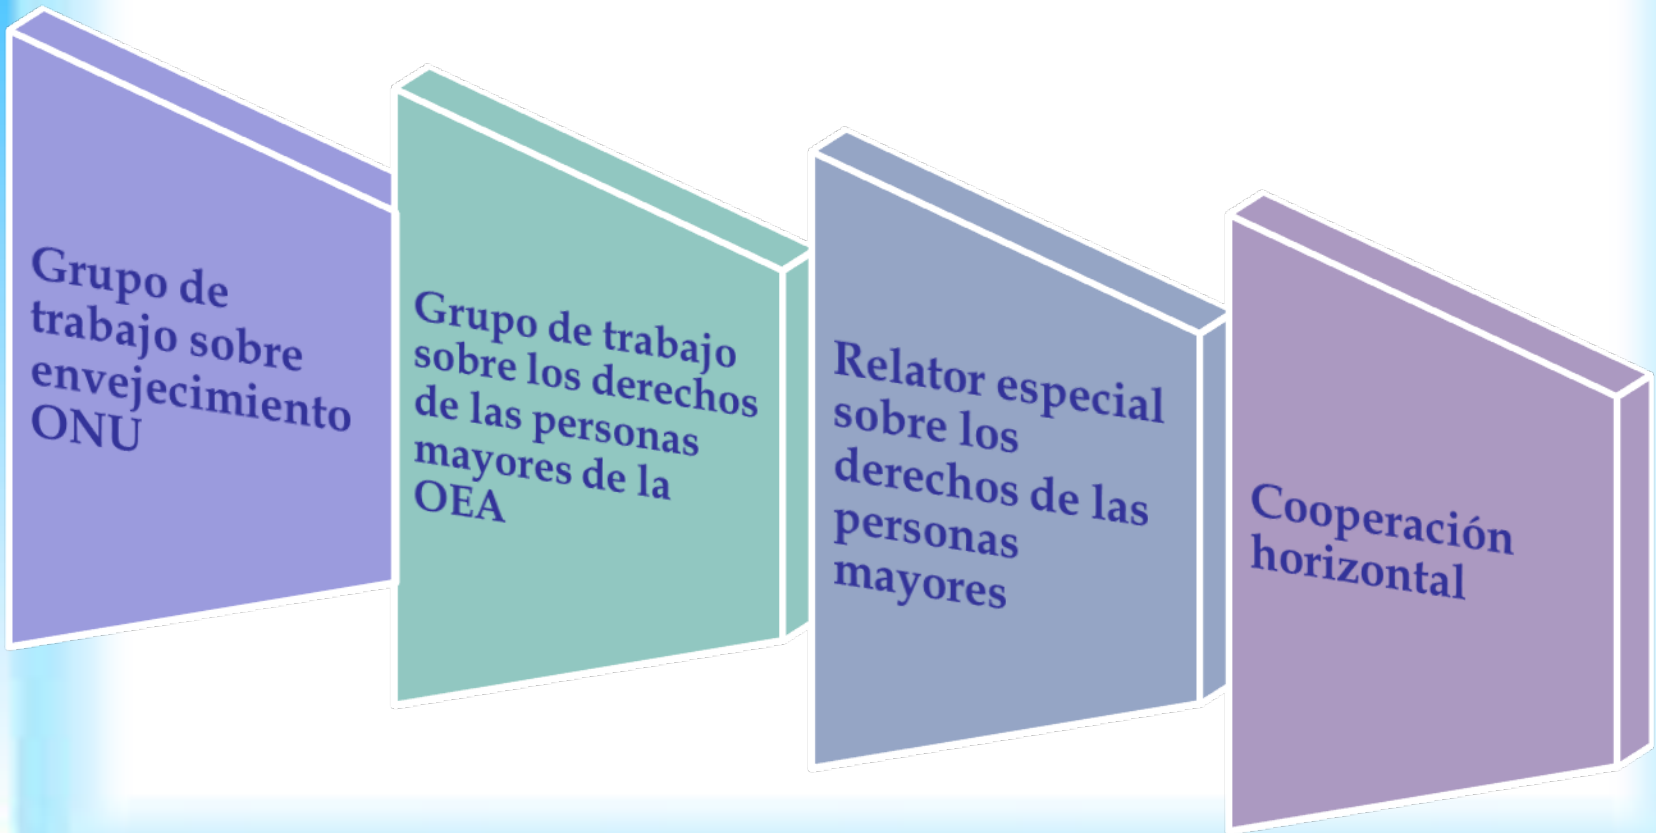 Grupo de
trabajo sobre
envejecimiento
ONU
Grupo de trabajo
sobre los derechos
de las personas
mayores de la
OEA
Relator especial
sobre los
derechos de las
personas
mayores
Cooperación
horizontal